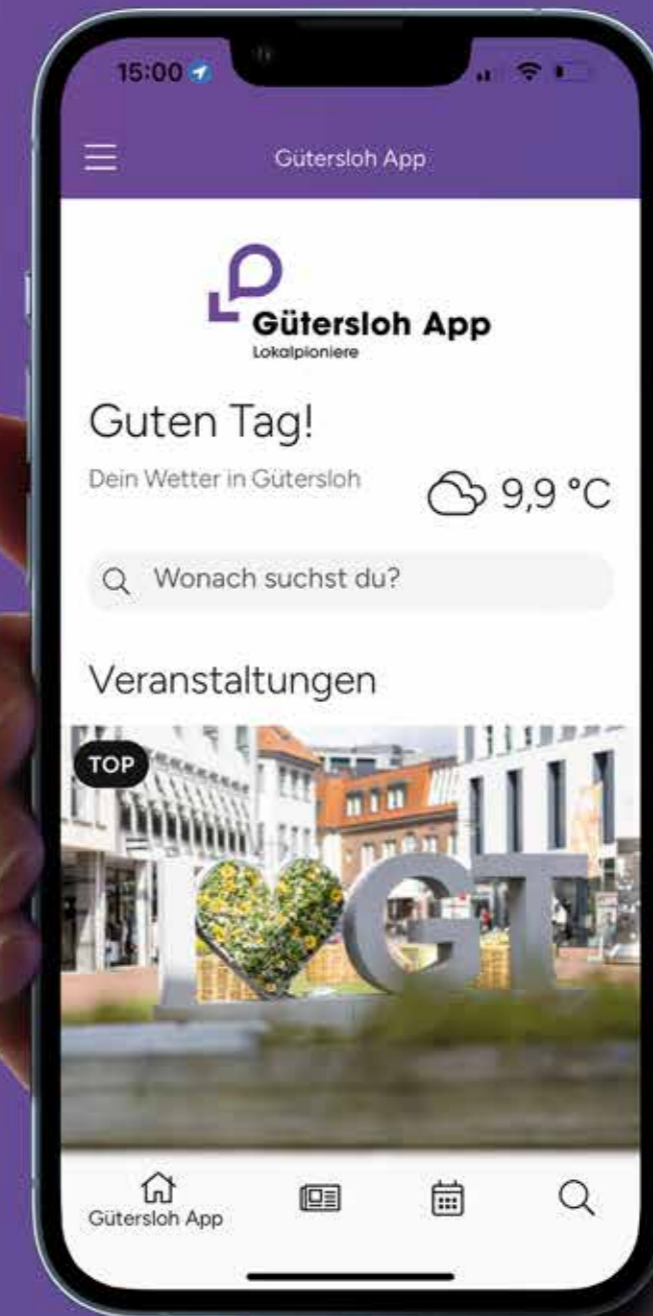 15:00
Gütersloh App
Gütersloh App
Lokalpioniere
Guten Tag!
Dein Wetter in Gütersloh
9,9 °C
Wonach suchst du?
Veranstaltungen
TOP
I GT
Gütersloh App